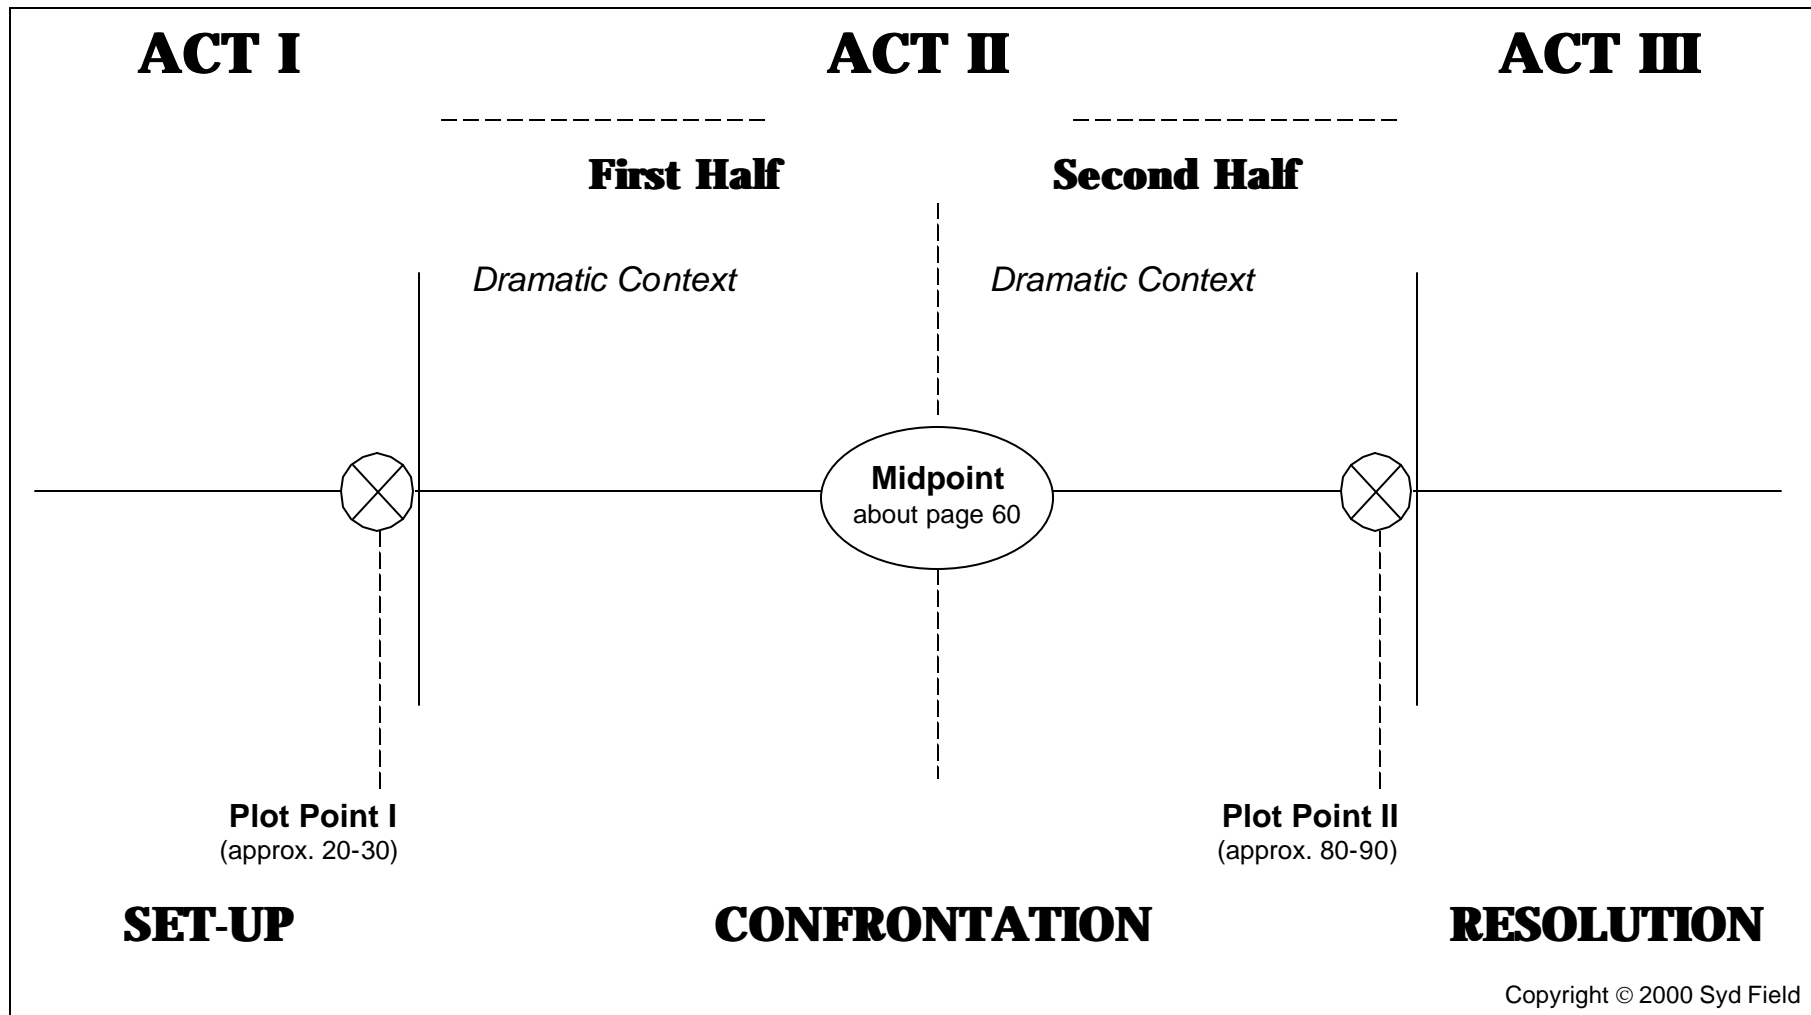 ACT I
ACT II
ACT III
First Half
Second Half
Dramatic Context
Dramatic Context
Midpoint
about page 60
Plot Point I
(approx. 20-30)
Plot Point II
(approx. 80-90)
SET-UP
CONFRONTATION
RESOLUTION
Copyright © 2000 Syd Field